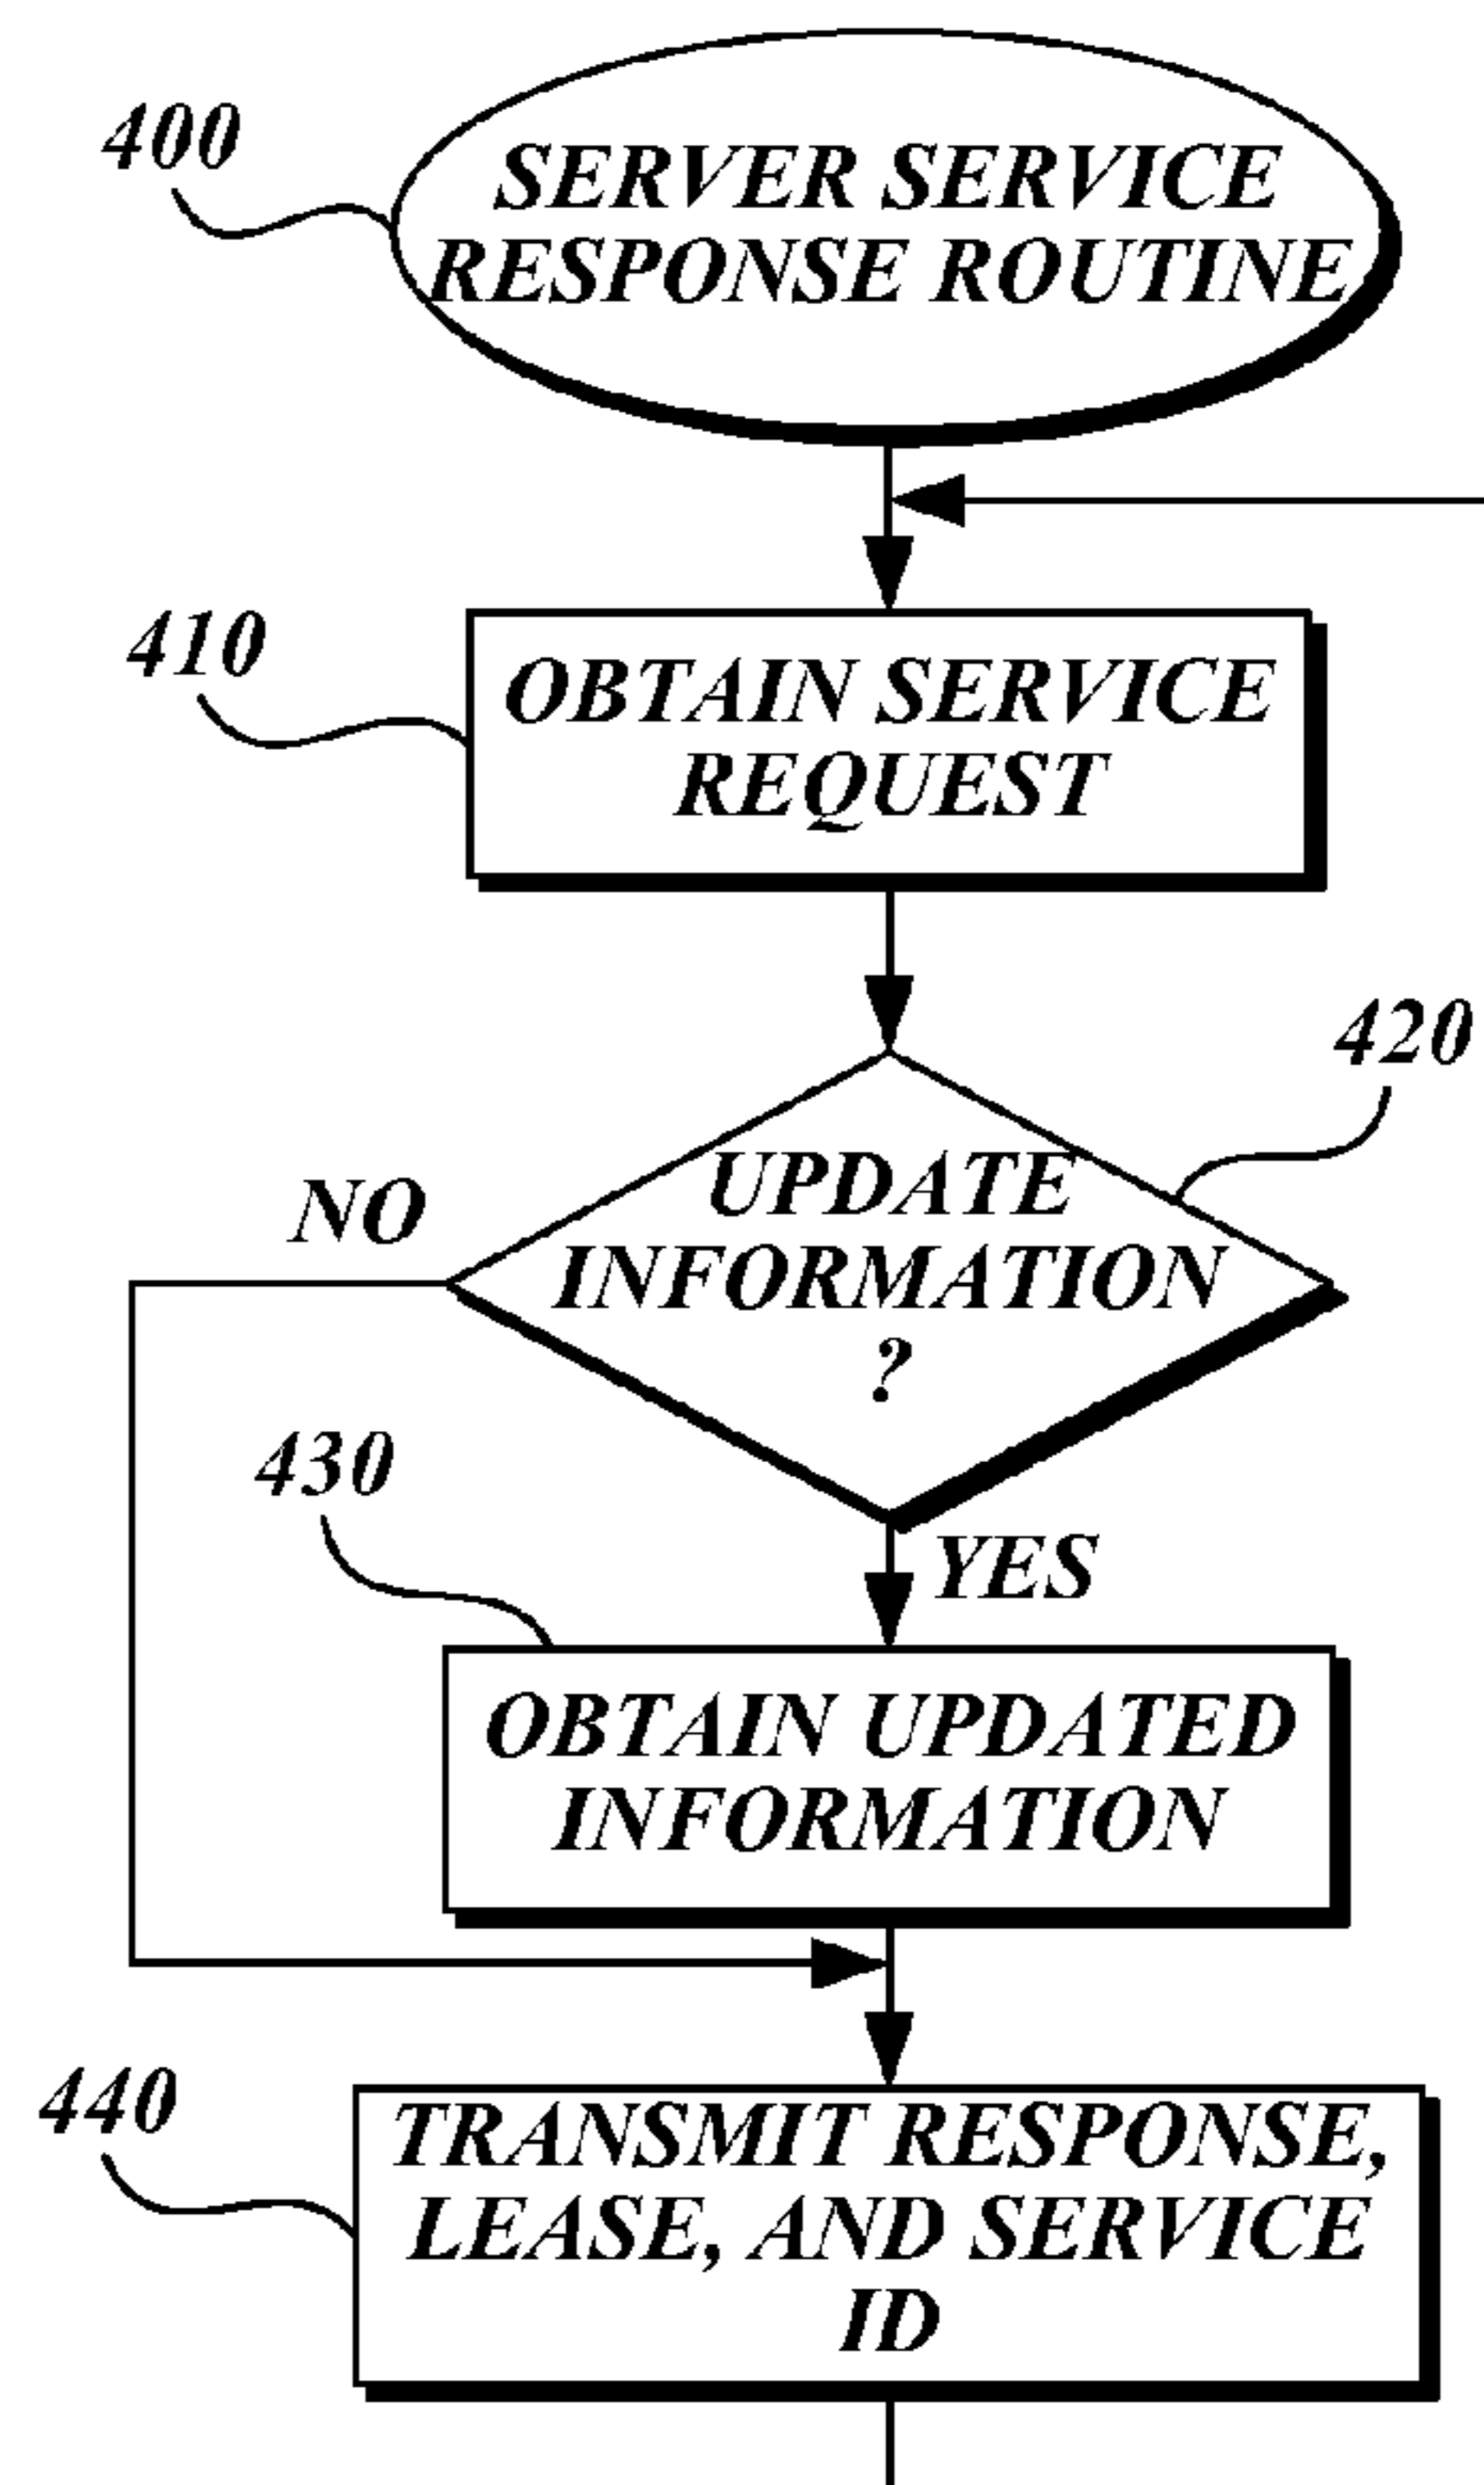 400
SERVER SERVICE
RESPONSE ROUTINE
410
OBTAIN SERVICE
REQUEST
420
UPDATE
INFORMATION
?
NO
430
YES
OBTAIN UPDATED
INFORMATION
440
TRANSMIT RESPONSE,
LEASE, AND SERVICE
ID